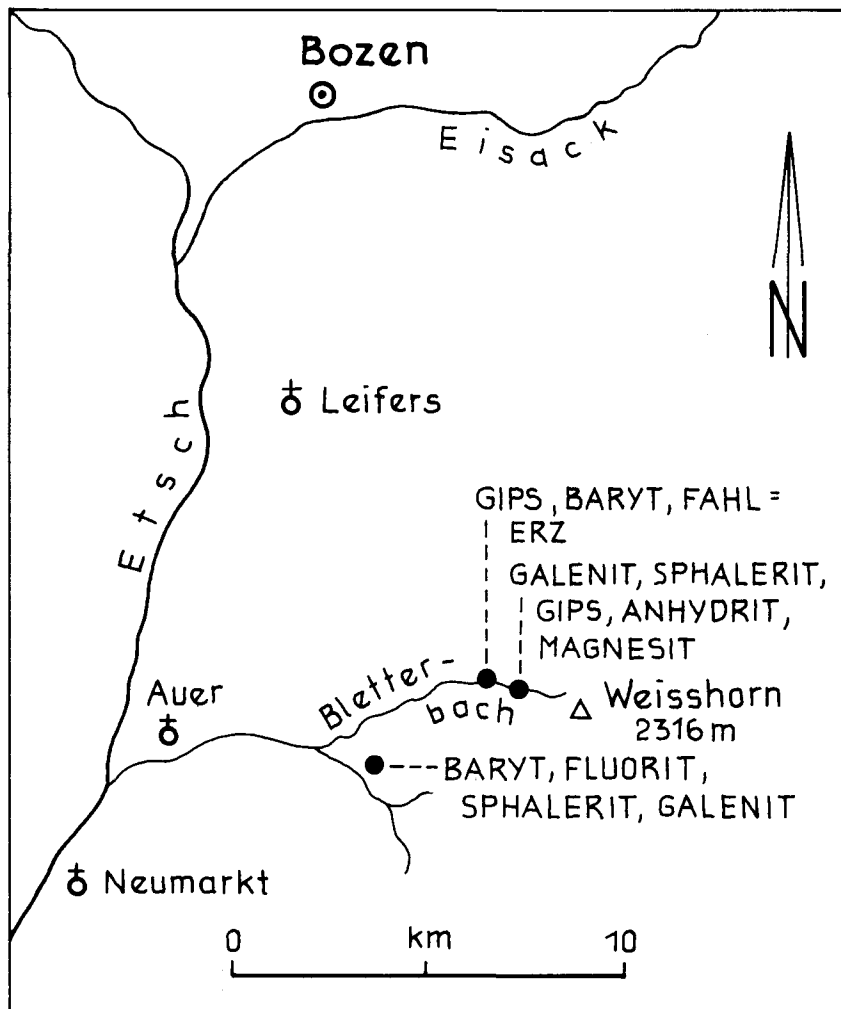 Bozen
Eisack
N
Etsch
Leifers
GIPS, BARYT, FAHL=
ERZ
GALENIT, SPHALERIT,
GIPS, ANHYDRIT,
MAGNESIT
Bletter-
bach
Weisshorn
2316 m
Auer
BARYT, FLUORIT,
SPHALERIT, GALENIT
Neumarkt
0 km 10